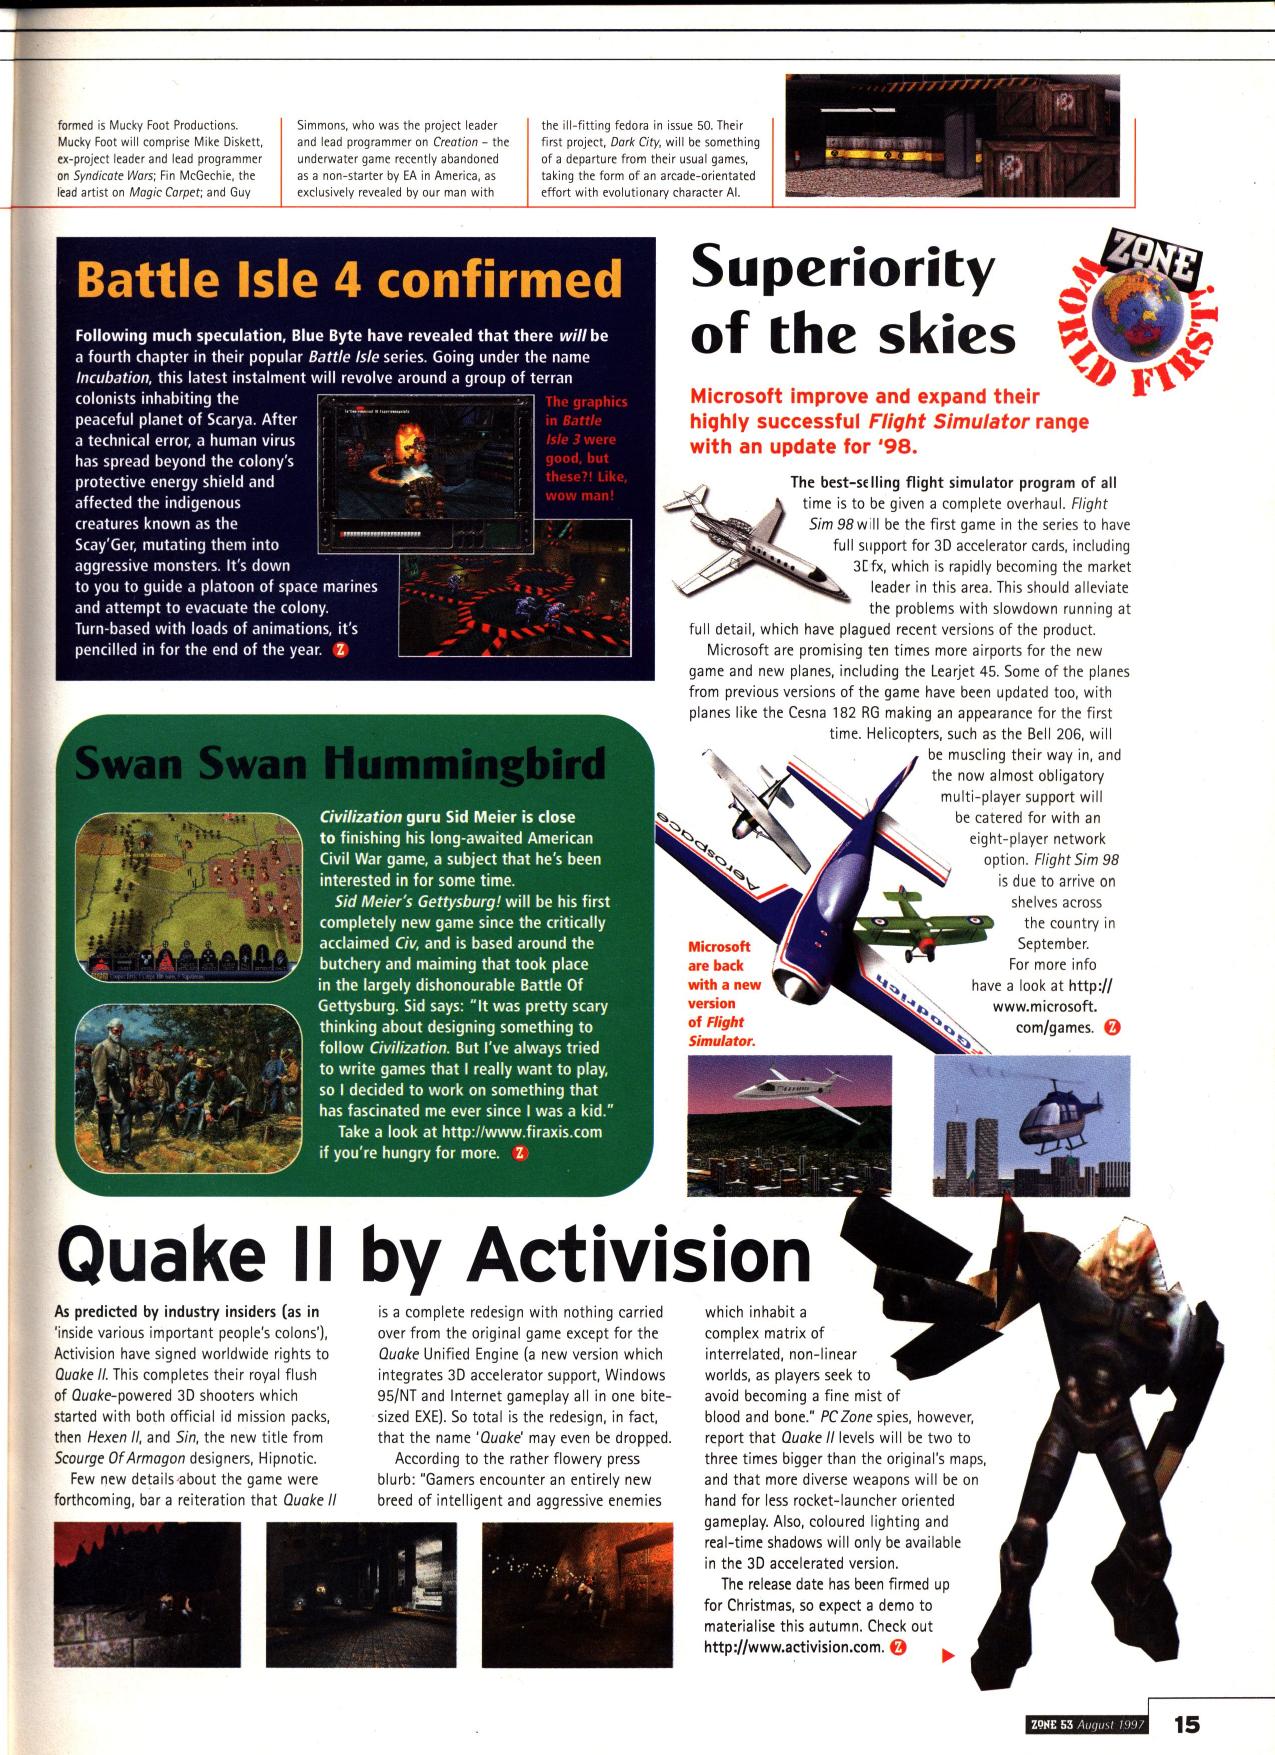 formed is Mucky Foot Productions.
Mucky Foot will comprise Mike Diskett,
ex-project leader and lead programmer
on Syndicate Wars; Fin McGechie, the
lead artist on Magic Carpet; and Guy
Simmons, who was the project leader
and lead programmer on Creation – the
underwater game recently abandoned
as a non-starter by EA in America, as
exclusively revealed by our man with
the ill-fitting fedora in issue 50. Their
first project, Dark City, will be something
of a departure from their usual games,
taking the form of an arcade-orientated
effort with evolutionary character AI.
Battle Isle 4 confirmed
Following much speculation, Blue Byte have revealed that there will be
a fourth chapter in their popular Battle Isle series. Going under the name
Incubation, this latest instalment will revolve around a group of terran
colonists inhabiting the
peaceful planet of Scarya. After
a technical error, a human virus
has spread beyond the colony's
protective energy shield and
affected the indigenous
creatures known as the
Scay'Ger, mutating them into
aggressive monsters. It's down
to you to guide a platoon of space marines
and attempt to evacuate the colony.
Turn-based with loads of animations, it's
pencilled in for the end of the year. Z
The graphics
in Battle
Isle 3 were
good, but
these?! Like,
wow man!
Swan Swan Hummingbird
Civilization guru Sid Meier is close
to finishing his long-awaited American
Civil War game, a subject that he's been
interested in for some time.
Sid Meier's Gettysburg! will be his first
completely new game since the critically
acclaimed Civ, and is based around the
butchery and maiming that took place
in the largely dishonourable Battle Of
Gettysburg. Sid says: "It was pretty scary
thinking about designing something to
follow Civilization. But I've always tried
to write games that I really want to play,
so I decided to work on something that
has fascinated me ever since I was a kid."
Take a look at http://www.firaxis.com
if you're hungry for more. Z
Superiority
of the skies
ZONE
WORLD FIRST!
Microsoft improve and expand their
highly successful Flight Simulator range
with an update for '98.
The best-selling flight simulator program of all
time is to be given a complete overhaul. Flight
Sim 98 will be the first game in the series to have
full support for 3D accelerator cards, including
3Dfx, which is rapidly becoming the market
leader in this area. This should alleviate
the problems with slowdown running at
full detail, which have plagued recent versions of the product.
Microsoft are promising ten times more airports for the new
game and new planes, including the Learjet 45. Some of the planes
from previous versions of the game have been updated too, with
planes like the Cesna 182 RG making an appearance for the first
time. Helicopters, such as the Bell 206, will
be muscling their way in, and
the now almost obligatory
multi-player support will
be catered for with an
eight-player network
option. Flight Sim 98
is due to arrive on
shelves across
the country in
September.
For more info
have a look at http://
www.microsoft.
com/games. Z
Aerospace
Goodrich
Microsoft
are back
with a new
version
of Flight
Simulator.
Quake II by Activision
As predicted by industry insiders (as in
'inside various important people's colons'),
Activision have signed worldwide rights to
Quake II. This completes their royal flush
of Quake-powered 3D shooters which
started with both official id mission packs,
then Hexen II, and Sin, the new title from
Scourge Of Armagon designers, Hipnotic.
Few new details about the game were
forthcoming, bar a reiteration that Quake II
is a complete redesign with nothing carried
over from the original game except for the
Quake Unified Engine (a new version which
integrates 3D accelerator support, Windows
95/NT and Internet gameplay all in one bite-
sized EXE). So total is the redesign, in fact,
that the name 'Quake' may even be dropped.
According to the rather flowery press
blurb: "Gamers encounter an entirely new
breed of intelligent and aggressive enemies
which inhabit a
complex matrix of
interrelated, non-linear
worlds, as players seek to
avoid becoming a fine mist of
blood and bone." PC Zone spies, however,
report that Quake II levels will be two to
three times bigger than the original's maps,
and that more diverse weapons will be on
hand for less rocket-launcher oriented
gameplay. Also, coloured lighting and
real-time shadows will only be available
in the 3D accelerated version.
The release date has been firmed up
for Christmas, so expect a demo to
materialise this autumn. Check out
http://www.activision.com. Z
ZONE 53 August 1997
15